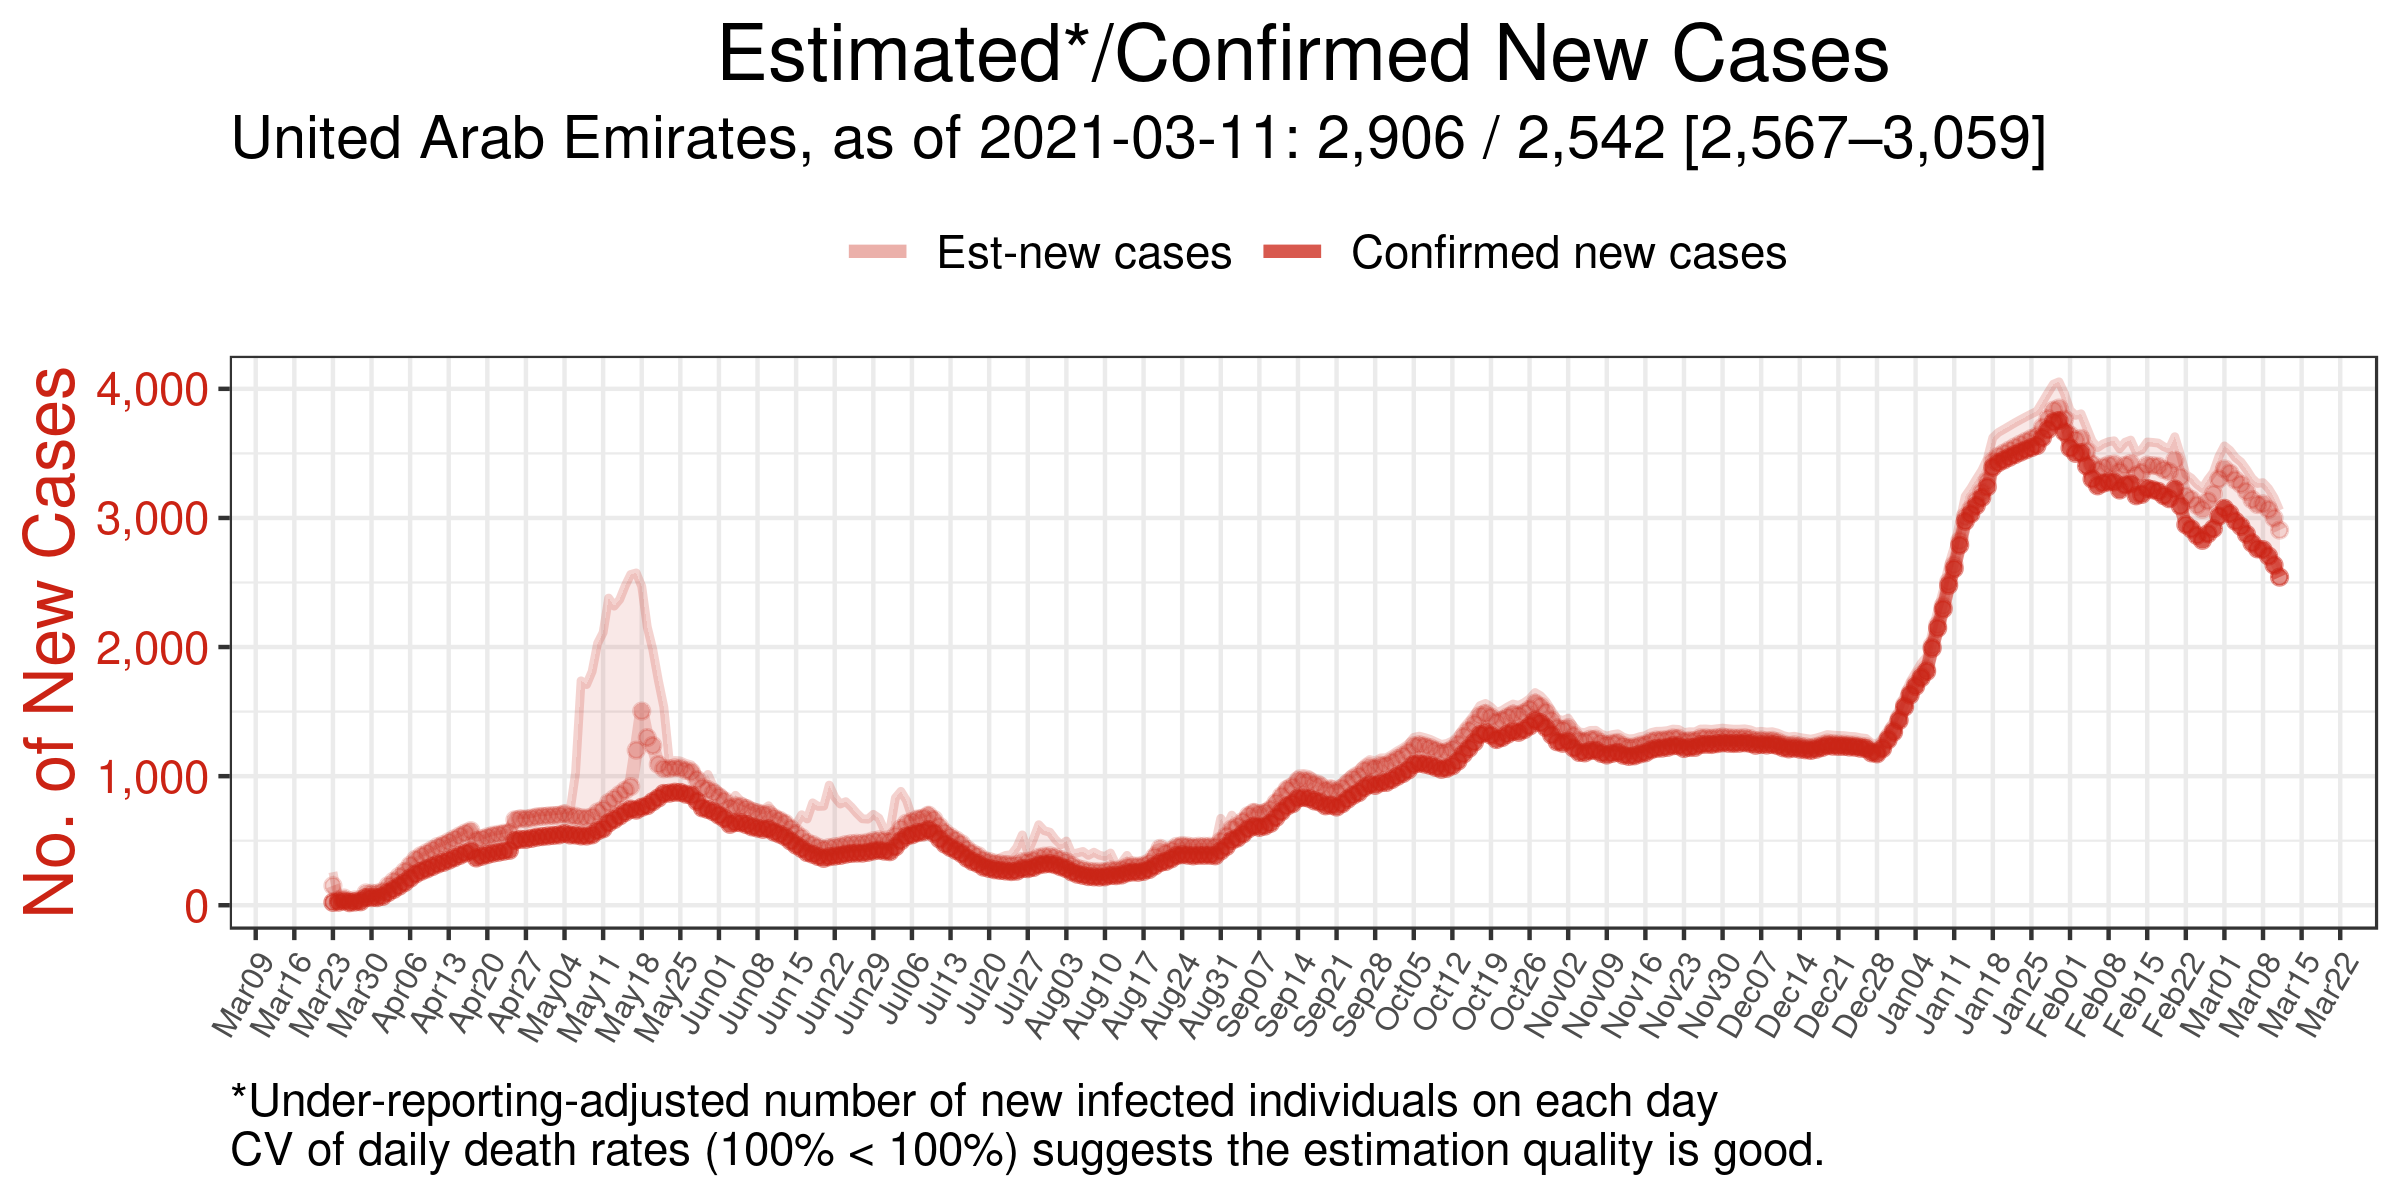 Estimated*/Confirmed New Cases
United Arab Emirates, as of 2021-03-11: 2,906 / 2,542 [2,567–3,059]
Est-new cases Confirmed new cases
No. of New Cases
4,000
3,000
2,000
1,000
0
Mar09 Mar16 Mar23 Mar30 Apr06 Apr13 Apr20 Apr27 May04 May11 May18 May25 Jun01 Jun08 Jun15 Jun22 Jun29 Jul06 Jul13 Jul20 Jul27 Aug03 Aug10 Aug17 Aug24 Aug31 Sep07 Sep14 Sep21 Sep28 Oct05 Oct12 Oct19 Oct26 Nov02 Nov09 Nov16 Nov23 Nov30 Dec07 Dec14 Dec21 Dec28 Jan04 Jan11 Jan18 Jan25 Feb01 Feb08 Feb15 Feb22 Mar01 Mar08 Mar15 Mar22
*Under-reporting-adjusted number of new infected individuals on each day
CV of daily death rates (100% < 100%) suggests the estimation quality is good.